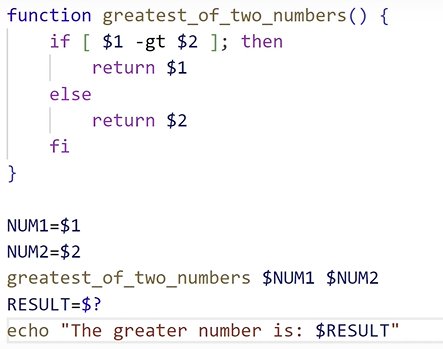 function greatest_of_two_numbers() {
    if [ $1 -gt $2 ]; then
        return $1
    else
        return $2
    fi
}

NUM1=$1
NUM2=$2
greatest_of_two_numbers $NUM1 $NUM2
RESULT=$?
echo "The greater number is: $RESULT"